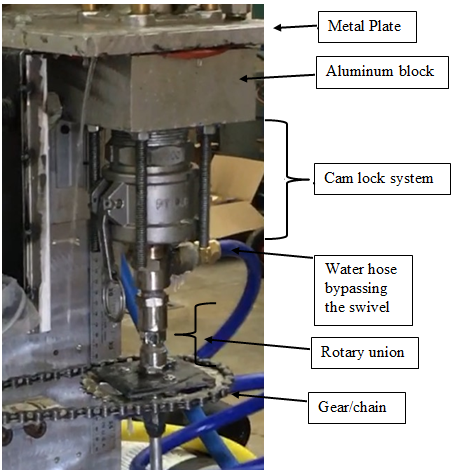 Metal Plate
Aluminum block
Cam lock system
Water hose
bypassing
the swivel
Rotary union
Gear/chain